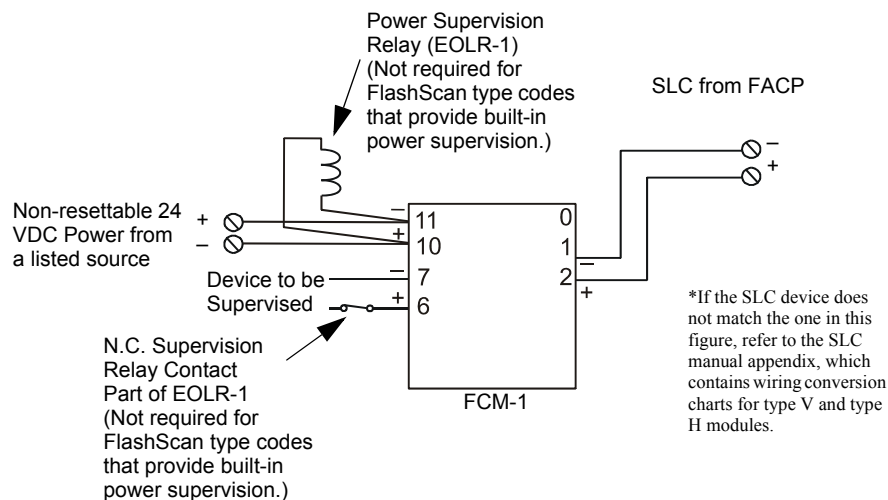 Power Supervision
Relay (EOLR-1)
(Not required for
FlashScan type codes
that provide built-in
power supervision.)
SLC from FACP
–
+
Non-resettable 24
VDC Power from
a listed source
+
–
–
11
+
10
0
1
–
2
+
Device to be
Supervised
–
7
+
6
N.C. Supervision
Relay Contact
Part of EOLR-1
(Not required for
FlashScan type codes
that provide built-in
power supervision.)
FCM-1
*If the SLC device does
not match the one in this
figure, refer to the SLC
manual appendix, which
contains wiring conversion
charts for type V and type
H modules.